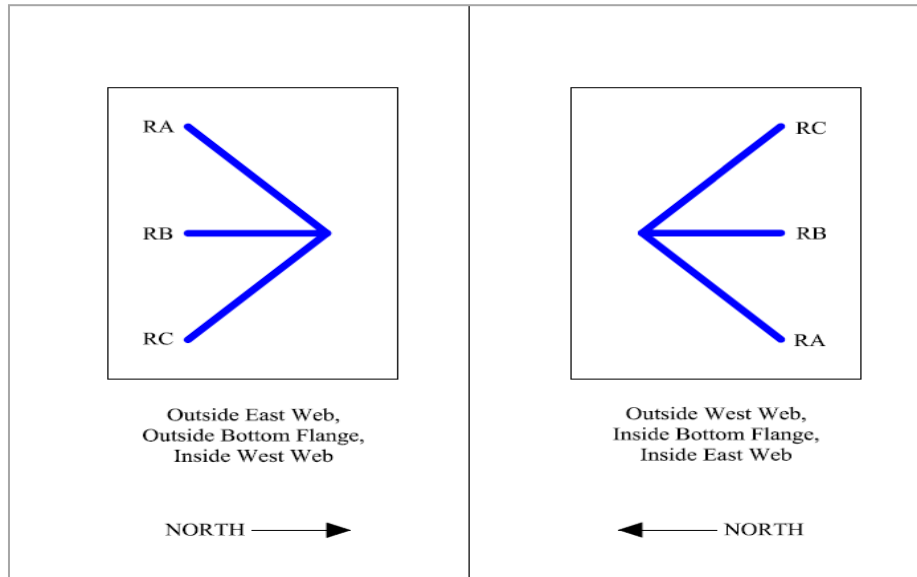 RA
RB
RC
Outside East Web,
Outside Bottom Flange,
Inside West Web
NORTH
RC
RB
RA
Outside West Web,
Inside Bottom Flange,
Inside East Web
NORTH